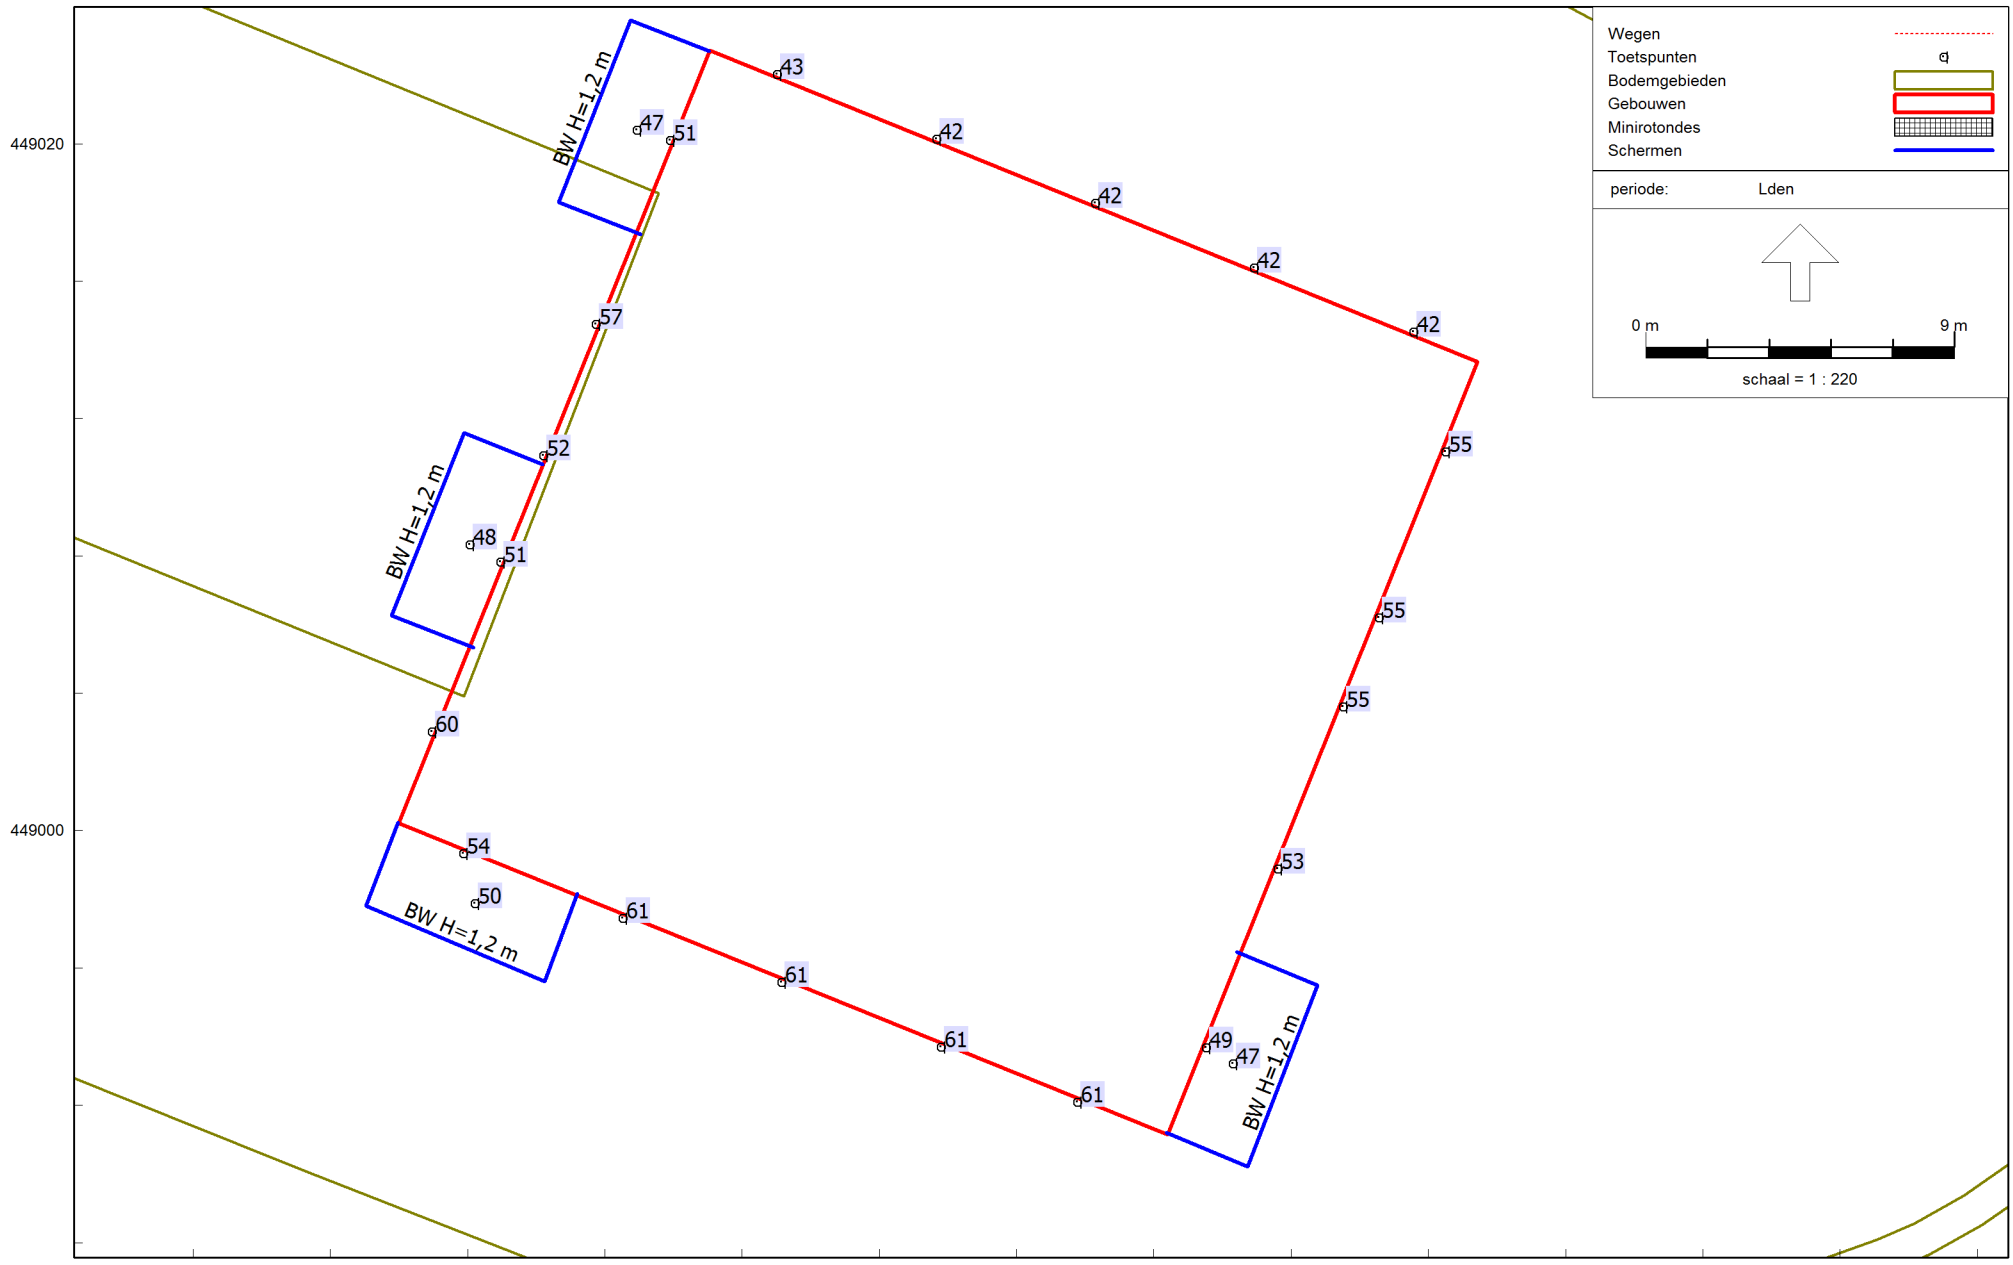 Wegen
Toetspunten
Bodemgebieden
Gebouwen
Minirotondes
Schermen
periode: Lden
0 m 9 m
schaal = 1 : 220
449020
449000
BW H=1,2 m
43
47
51
42
42
42
42
57
52
55
BW H=1,2 m
48
51
55
55
60
54
53
50
BW H=1,2 m
61
61
61
49
47
BW H=1,2 m
61